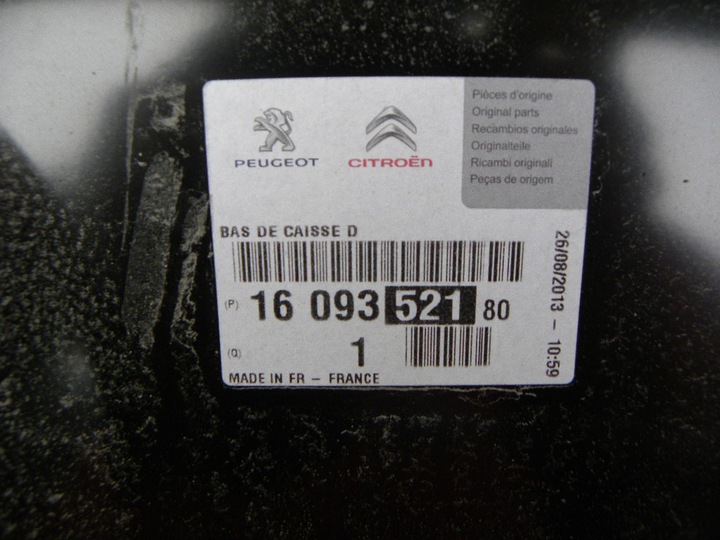 PEUGEOT
CITROËN
Pièces d'origine
Original parts
Recambios originales
Originalteile
Ricambi originali
Peças de origem
BAS DE CAISSE D
(P) 16 093 521 80
(Q) 1
MADE IN FR - FRANCE
26/08/2013 - 10:59